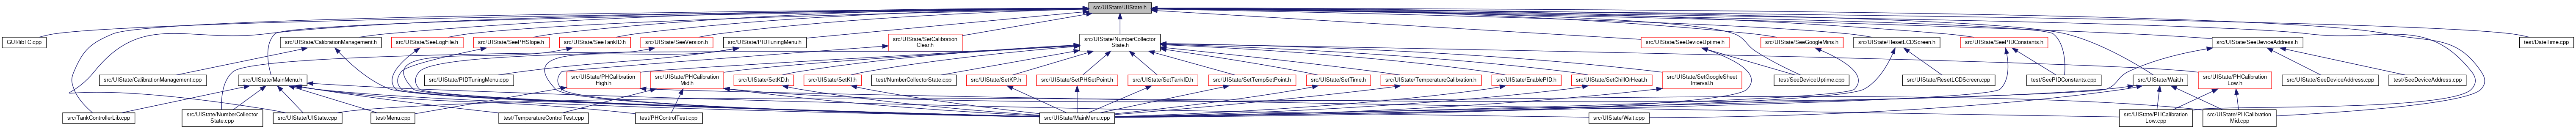 src/UIState/UIState.h
GUI/libTC.cpp
src/UIState/CalibrationManagement.h
src/UIState/SeeLogFile.h
src/UIState/SeePHSlope.h
src/UIState/SeeTankID.h
src/UIState/SeeVersion.h
src/UIState/PIDTuningMenu.h
src/UIState/SetCalibration
Clear.h
src/UIState/NumberCollector
State.h
src/UIState/SeeDeviceUptime.h
src/UIState/SeeGoogleMins.h
src/UIState/ResetLCDScreen.h
src/UIState/SeePIDConstants.h
src/UIState/SeeDeviceAddress.h
test/DateTime.cpp
src/UIState/CalibrationManagement.cpp
src/UIState/MainMenu.h
src/UIState/PIDTuningMenu.cpp
src/UIState/PHCalibration
High.h
src/UIState/PHCalibration
Mid.h
src/UIState/SetKD.h
src/UIState/SetKI.h
test/NumberCollectorState.cpp
src/UIState/SetKP.h
src/UIState/SetPHSetPoint.h
src/UIState/SetTankID.h
src/UIState/SetTempSetPoint.h
src/UIState/SetTime.h
src/UIState/TemperatureCalibration.h
src/UIState/EnablePID.h
src/UIState/SetChillOrHeat.h
src/UIState/SetGoogleSheet
Interval.h
test/SeeDeviceUptime.cpp
src/UIState/ResetLCDScreen.cpp
test/SeePIDConstants.cpp
src/UIState/Wait.h
src/UIState/PHCalibration
Low.h
src/UIState/SeeDeviceAddress.cpp
test/SeeDeviceAddress.cpp
src/TankControllerLib.cpp
src/UIState/NumberCollector
State.cpp
src/UIState/UIState.cpp
test/Menu.cpp
test/TemperatureControlTest.cpp
test/PHControlTest.cpp
src/UIState/MainMenu.cpp
src/UIState/Wait.cpp
src/UIState/PHCalibration
Low.cpp
src/UIState/PHCalibration
Mid.cpp